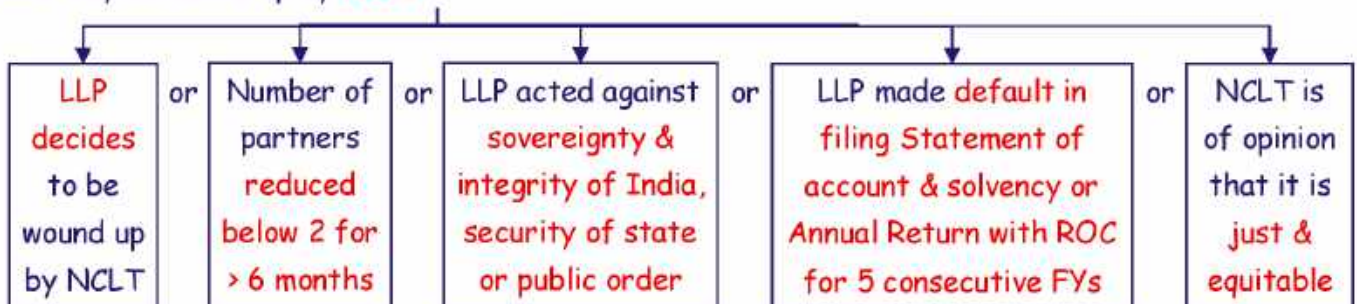 LLP
decides
to be
wound up
by NCLT
or
Number of
partners
reduced
below 2 for
> 6 months
or
LLP acted against
sovereignty &
integrity of India,
security of state
or public order
or
LLP made default in
filing Statement of
account & solvency or
Annual Return with ROC
for 5 consecutive FYs
or
NCLT is
of opinion
that it is
just &
equitable